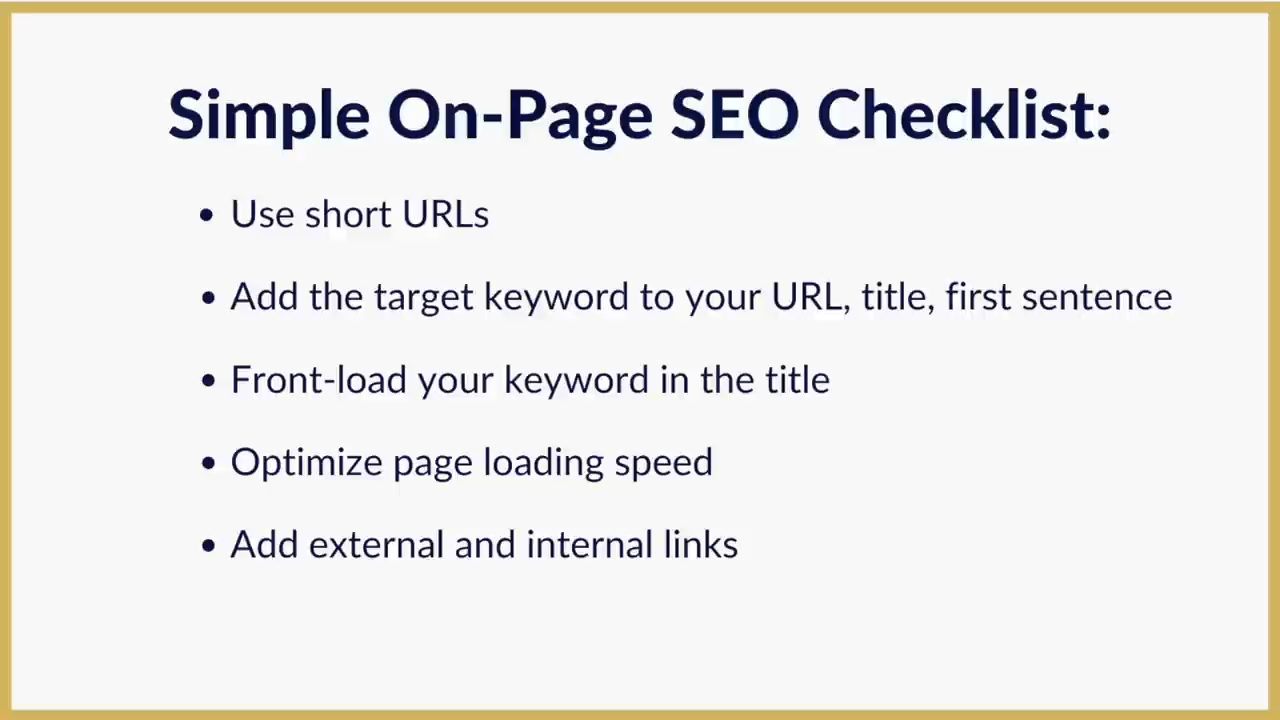 Simple On-Page SEO Checklist:
• Use short URLs
• Add the target keyword to your URL, title, first sentence
• Front-load your keyword in the title
• Optimize page loading speed
• Add external and internal links